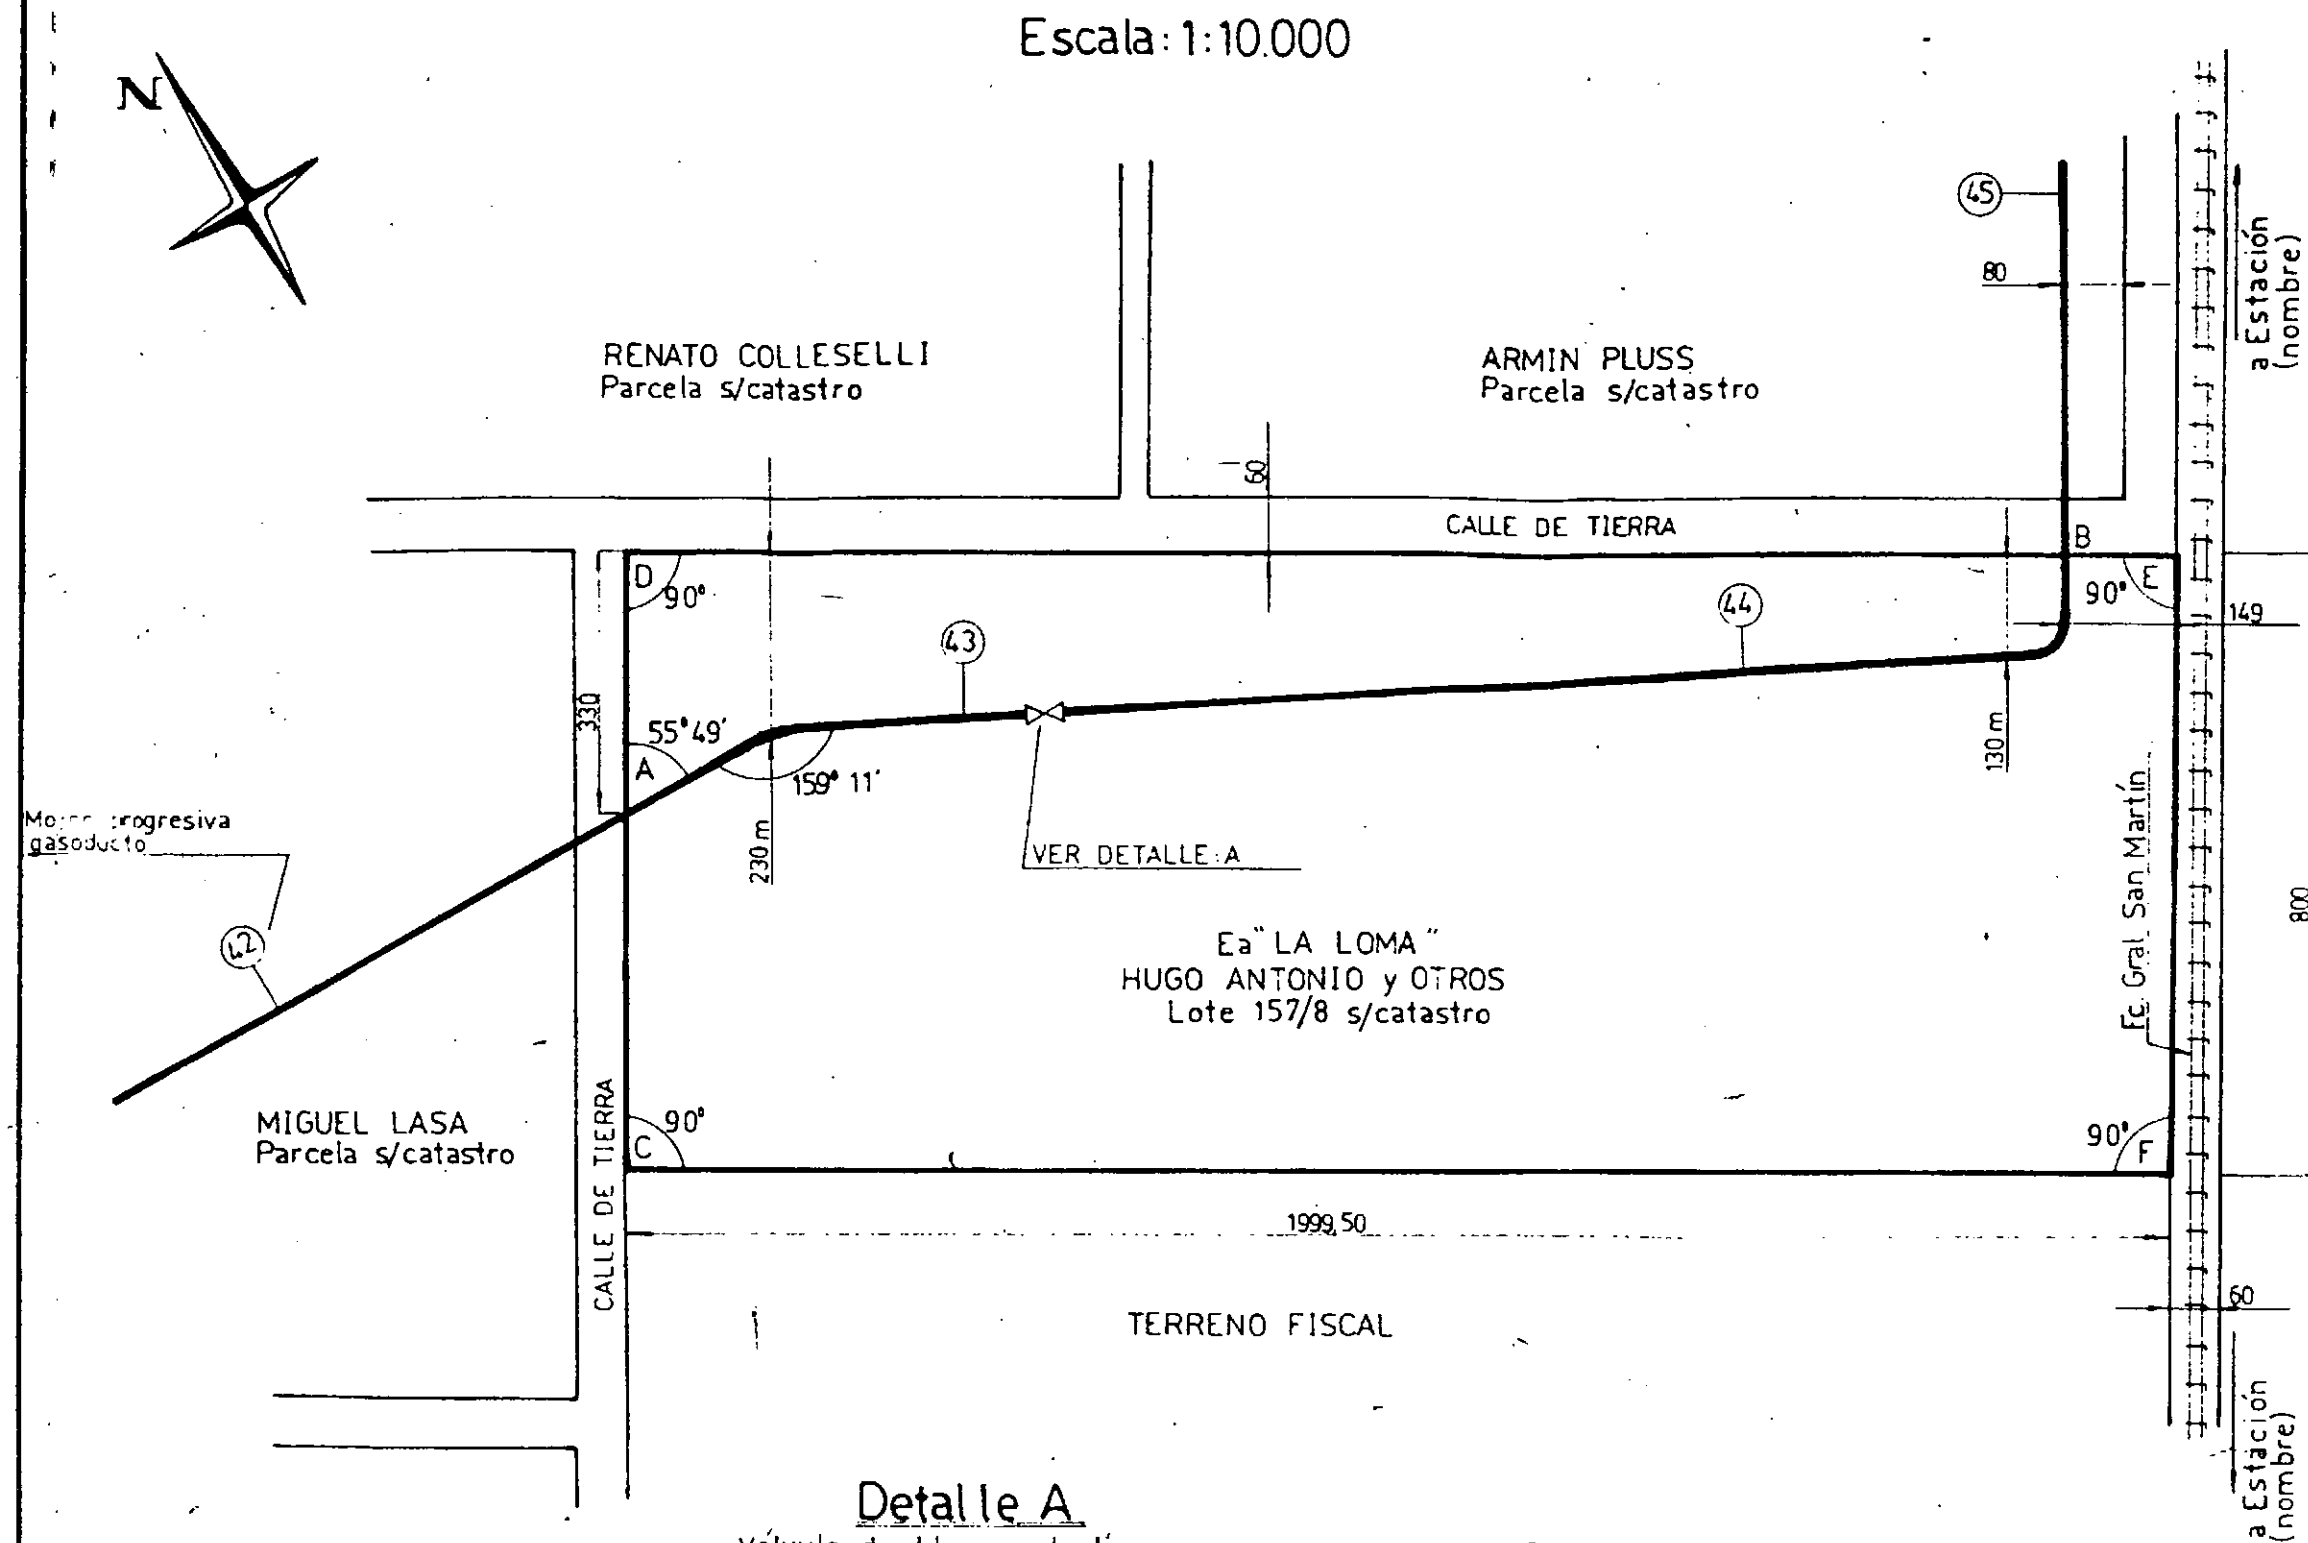 Escala: 1:10.000
N
45
80
a Estación
(nombre)
RENATO COLLESELLI
Parcela s/catastro
ARMIN PLUSS
Parcela s/catastro
60
CALLE DE TIERRA
B
D
90°
E
90°
149
44
43
330
55°49'
A
159° 11'
130 m
230 m
progresiva
gasoducto
VER DETALLE: A
Fc. Gral. San Martín
800
42
Ea "LA LOMA"
HUGO ANTONIO y OTROS
Lote 157/8 s/catastro
MIGUEL LASA
Parcela s/catastro
CALLE DE TIERRA
90°
C
90°
F
1999,50
60
TERRENO FISCAL
a Estación
(nombre)
Detalle A